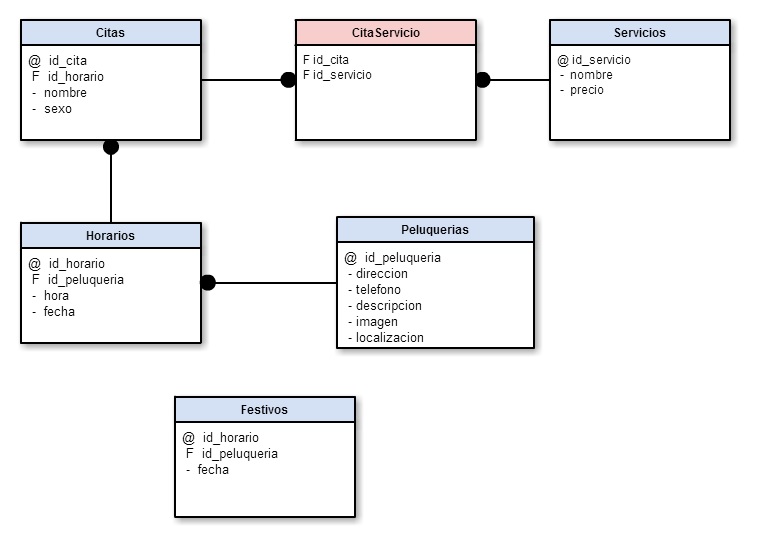 Citas
@ id_cita
F id_horario
- nombre
- sexo
CitaServicio
F id_cita
F id_servicio
Servicios
@ id_servicio
- nombre
- precio
Horarios
@ id_horario
F id_peluqueria
- hora
- fecha
Peluquerias
@ id_peluqueria
- direccion
- telefono
- descripcion
- imagen
- localizacion
Festivos
@ id_horario
F id_peluqueria
- fecha